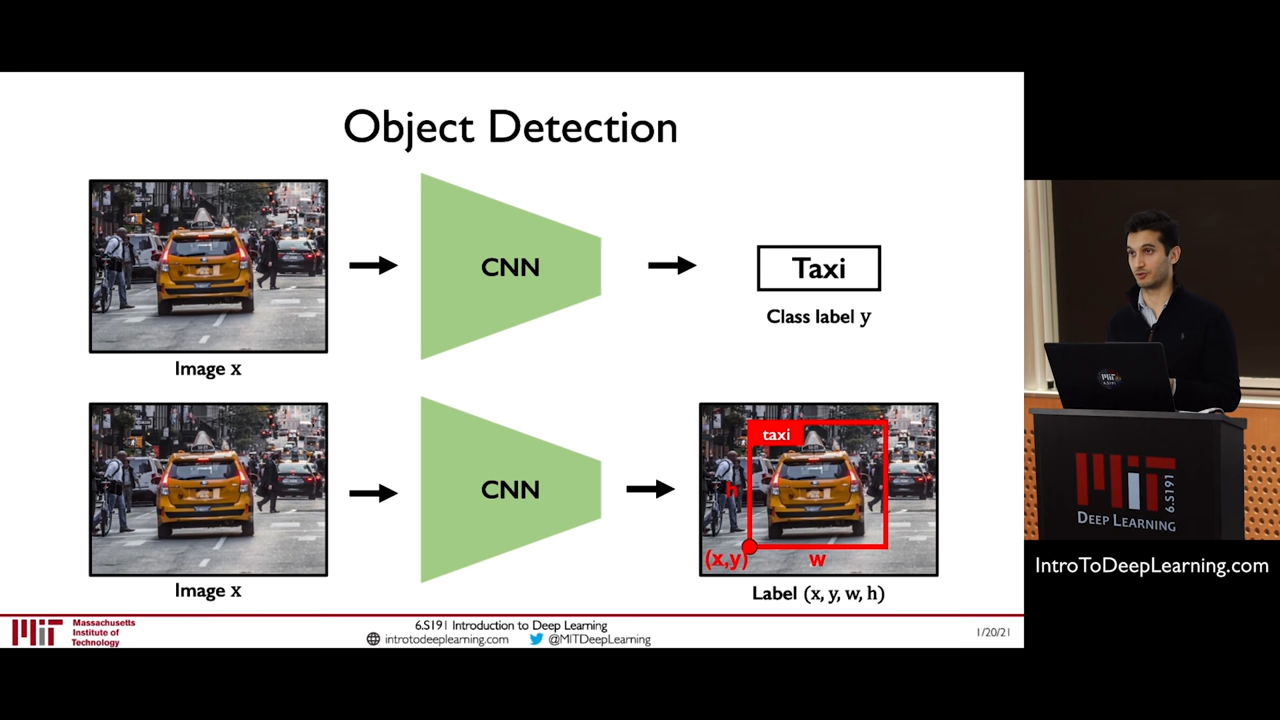 Object Detection
CNN
Taxi
Class label y
Image x
CNN
taxi
h
(x,y)
w
Image x
Label (x, y, w, h)
Massachusetts
Institute of
Technology
6.S191 Introduction to Deep Learning
introtodeeplearning.com @MITDeepLearning
1/20/21
6.S191
DEEP LEARNING
IntroToDeepLearning.com